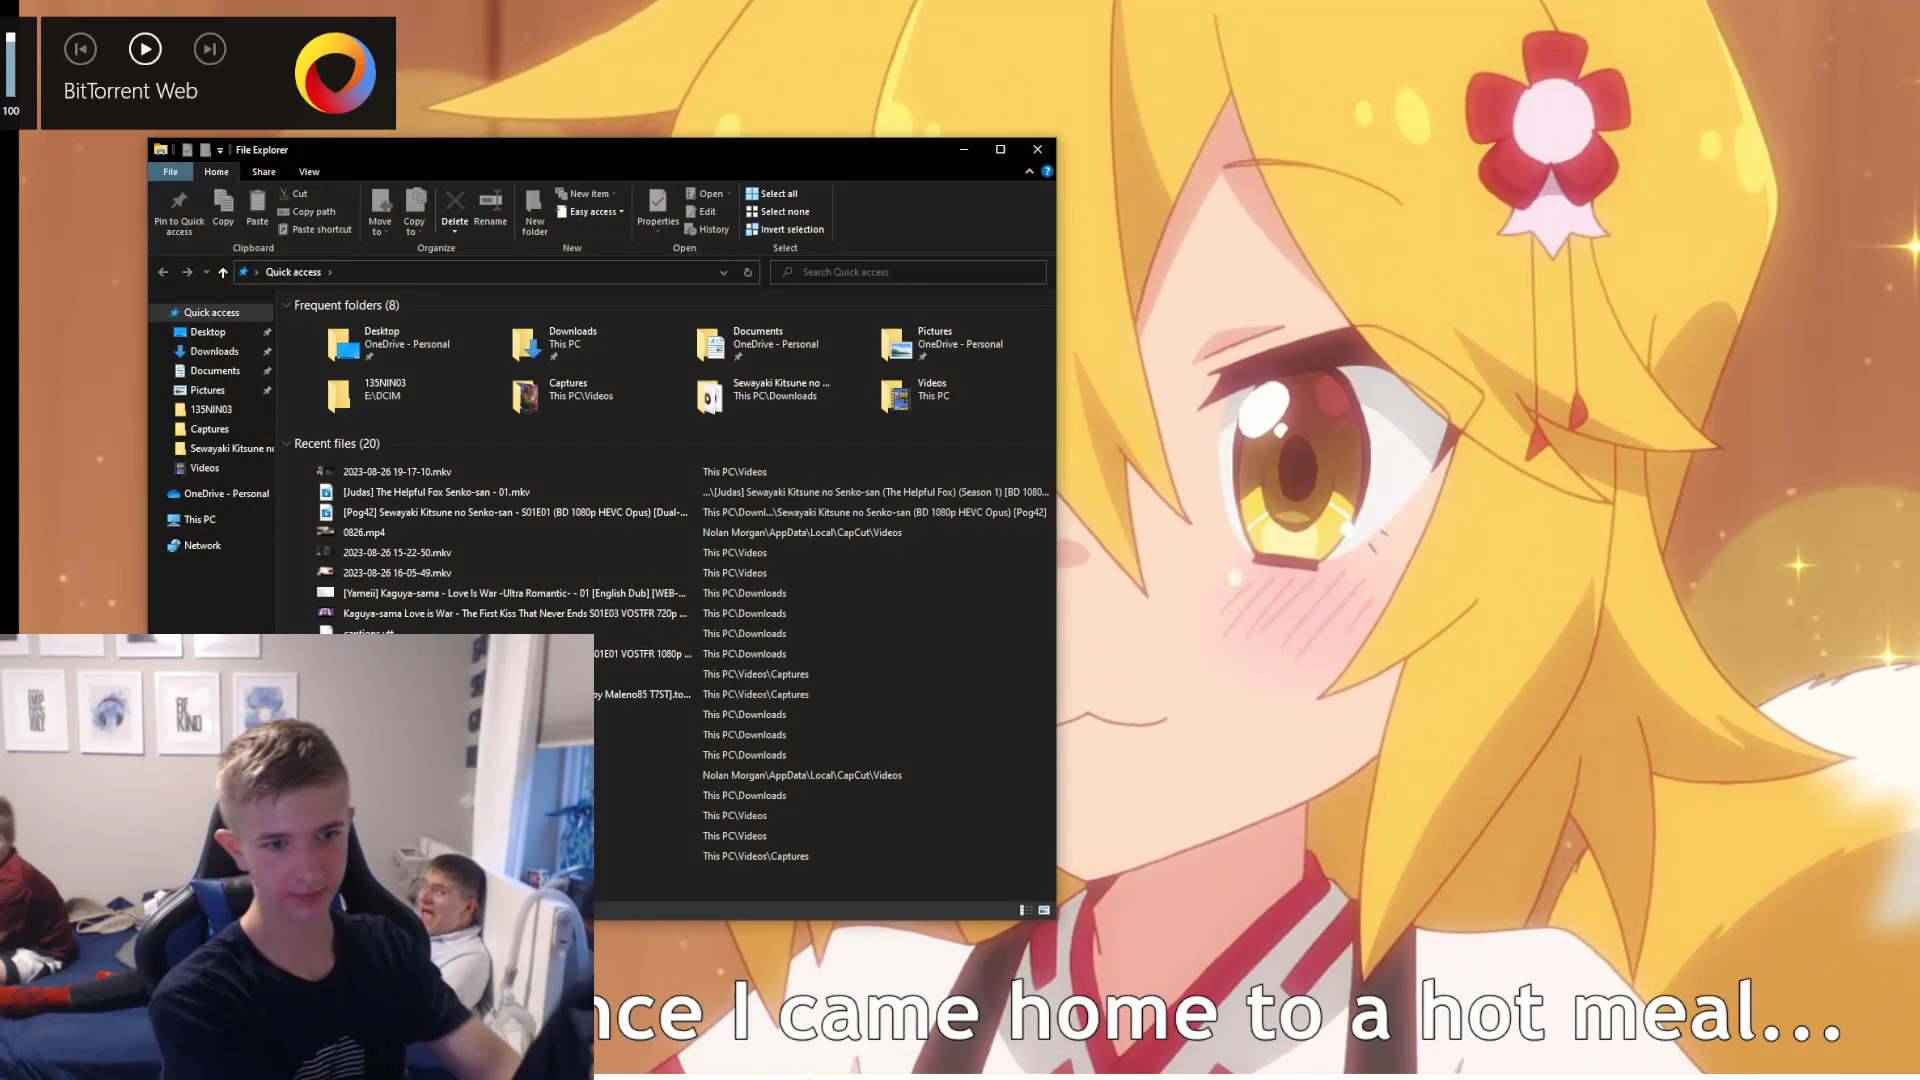 100
BitTorrent Web
File Explorer
File Home Share View
Pin to Quick access
Copy
Paste
Cut
Copy path
Paste shortcut
Clipboard
Move to
Copy to
Delete
Rename
Organize
New folder
New item
Easy access
New
Properties
Open
Edit
History
Open
Select all
Select none
Invert selection
Select
Quick access
Search Quick access
Quick access
Desktop
Downloads
Documents
Pictures
135NIN03
Captures
Sewayaki Kitsune no
Videos
OneDrive - Personal
This PC
Network
Frequent folders (8)
Desktop
OneDrive - Personal
Downloads
This PC
Documents
OneDrive - Personal
Pictures
OneDrive - Personal
135NIN03
E:\DCIM
Captures
This PC\Videos
Sewayaki Kitsune no ...
This PC\Downloads
Videos
This PC
Recent files (20)
2023-08-26 19-17-10.mkv This PC\Videos
[Judas] The Helpful Fox Senko-san - 01.mkv ...\[Judas] Sewayaki Kitsune no Senko-san (The Helpful Fox) (Season 1) [BD 1080...
[Pog42] Sewayaki Kitsune no Senko-san - S01E01 (BD 1080p HEVC Opus) [Dual-... This PC\Downl...\Sewayaki Kitsune no Senko-san (BD 1080p HEVC Opus) [Pog42]
0826.mp4 Nolan Morgan\AppData\Local\CapCut\Videos
2023-08-26 15-22-50.mkv This PC\Videos
2023-08-26 16-05-49.mkv This PC\Videos
[Yameii] Kaguya-sama - Love Is War -Ultra Romantic- - 01 [English Dub] [WEB-... This PC\Downloads
Kaguya-sama Love is War - The First Kiss That Never Ends S01E03 VOSTFR 720p ... This PC\Downloads
captions.vtt This PC\Downloads
01E01 VOSTFR 1080p ... This PC\Downloads
This PC\Videos\Captures
by Maleno85 T7ST].to... This PC\Videos\Captures
This PC\Downloads
This PC\Downloads
This PC\Downloads
Nolan Morgan\AppData\Local\CapCut\Videos
This PC\Downloads
This PC\Videos
This PC\Videos
This PC\Videos\Captures
IMP
OSS
IBLE
BE
KIND
nce I came home to a hot meal...